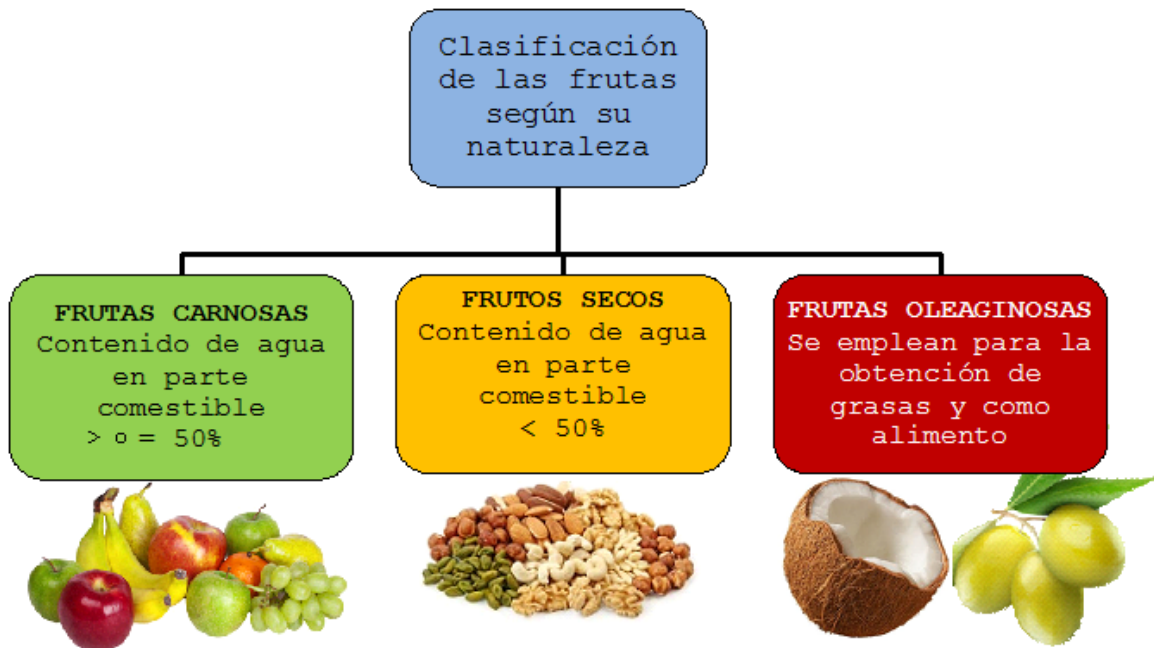 Clasificación
de las frutas
según su
naturaleza
FRUTAS CARNOSAS
Contenido de agua
en parte
comestible
> o = 50%
FRUTOS SECOS
Contenido de agua
en parte
comestible
< 50%
FRUTAS OLEAGINOSAS
Se emplean para la
obtención de
grasas y como
alimento